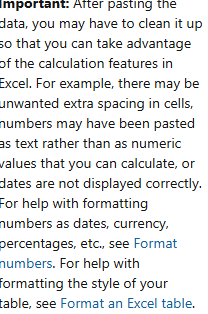 Important: After pasting the
data, you may have to clean it up
so that you can take advantage
of the calculation features in
Excel. For example, there may be
unwanted extra spacing in cells,
numbers may have been pasted
as text rather than as numeric
values that you can calculate, or
dates are not displayed correctly.
For help with formatting
numbers as dates, currency,
percentages, etc., see Format
numbers. For help with
formatting the style of your
table, see Format an Excel table.